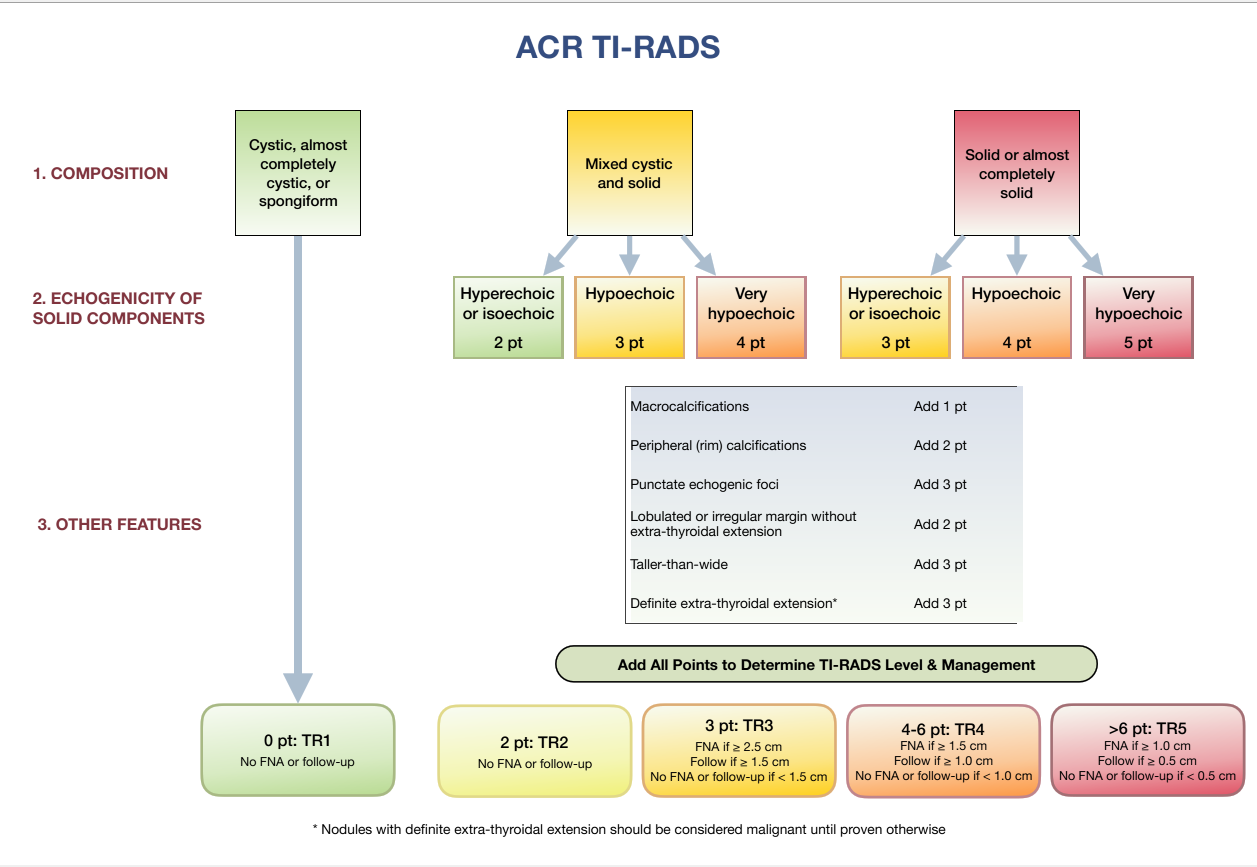 ACR TI-RADS
1. COMPOSITION
Cystic, almost
completely
cystic, or
spongiform
Mixed cystic
and solid
Solid or almost
completely
solid
2. ECHOGENICITY OF
SOLID COMPONENTS
Hyperechoic
or isoechoic
2 pt
Hypoechoic
3 pt
Very
hypoechoic
4 pt
Hyperechoic
or isoechoic
3 pt
Hypoechoic
4 pt
Very
hypoechoic
5 pt
3. OTHER FEATURES
Macrocalcifications Add 1 pt
Peripheral (rim) calcifications Add 2 pt
Punctate echogenic foci Add 3 pt
Lobulated or irregular margin without
extra-thyroidal extension Add 2 pt
Taller-than-wide Add 3 pt
Definite extra-thyroidal extension* Add 3 pt
Add All Points to Determine TI-RADS Level & Management
0 pt: TR1
No FNA or follow-up
2 pt: TR2
No FNA or follow-up
3 pt: TR3
FNA if ≥ 2.5 cm
Follow if ≥ 1.5 cm
No FNA or follow-up if < 1.5 cm
4-6 pt: TR4
FNA if ≥ 1.5 cm
Follow if ≥ 1.0 cm
No FNA or follow-up if < 1.0 cm
>6 pt: TR5
FNA if ≥ 1.0 cm
Follow if ≥ 0.5 cm
No FNA or follow-up if < 0.5 cm
* Nodules with definite extra-thyroidal extension should be considered malignant until proven otherwise